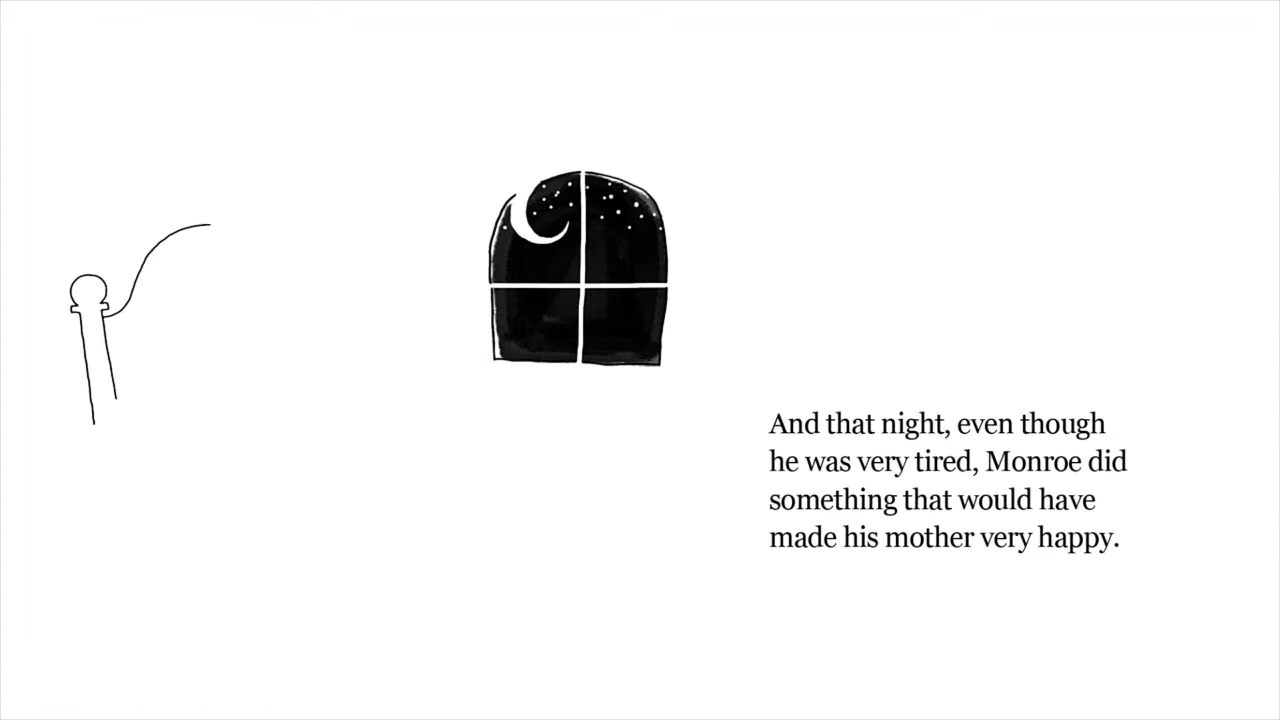 And that night, even though
he was very tired, Monroe did
something that would have
made his mother very happy.